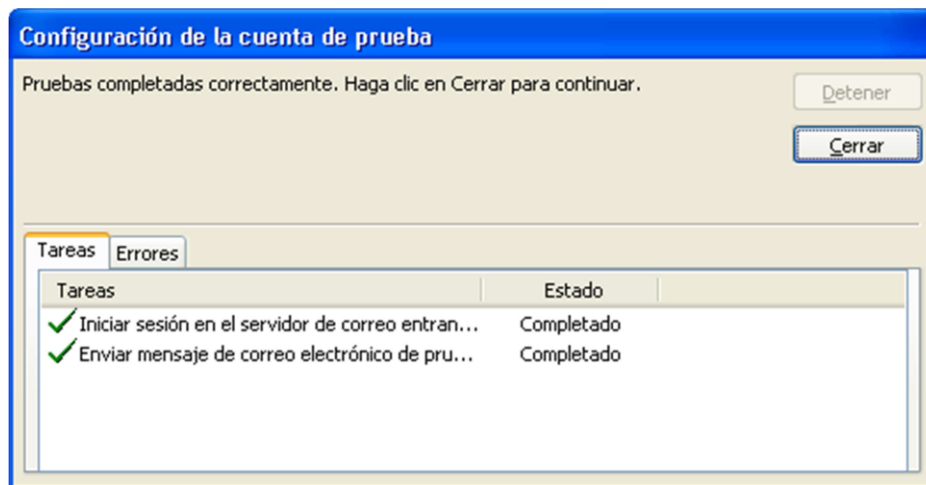 Configuración de la cuenta de prueba
Pruebas completadas correctamente. Haga clic en Cerrar para continuar.
Detener
Cerrar
Tareas Errores
Tareas Estado
Iniciar sesión en el servidor de correo entran... Completado
Enviar mensaje de correo electrónico de pru... Completado